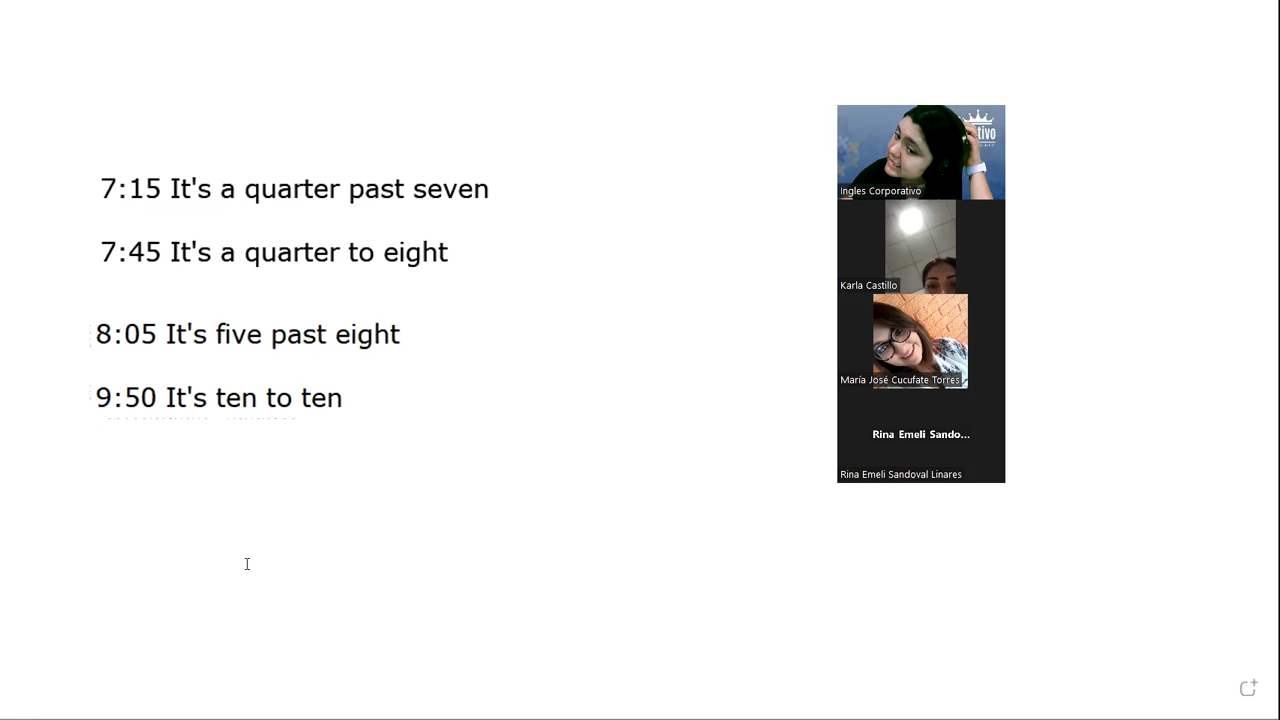 7:15 It's a quarter past seven
7:45 It's a quarter to eight
8:05 It's five past eight
9:50 It's ten to ten
tivo
Ingles Corporativo
Karla Castillo
María José Cucufate Torres
Rina Emeli Sando...
Rina Emeli Sandoval Linares